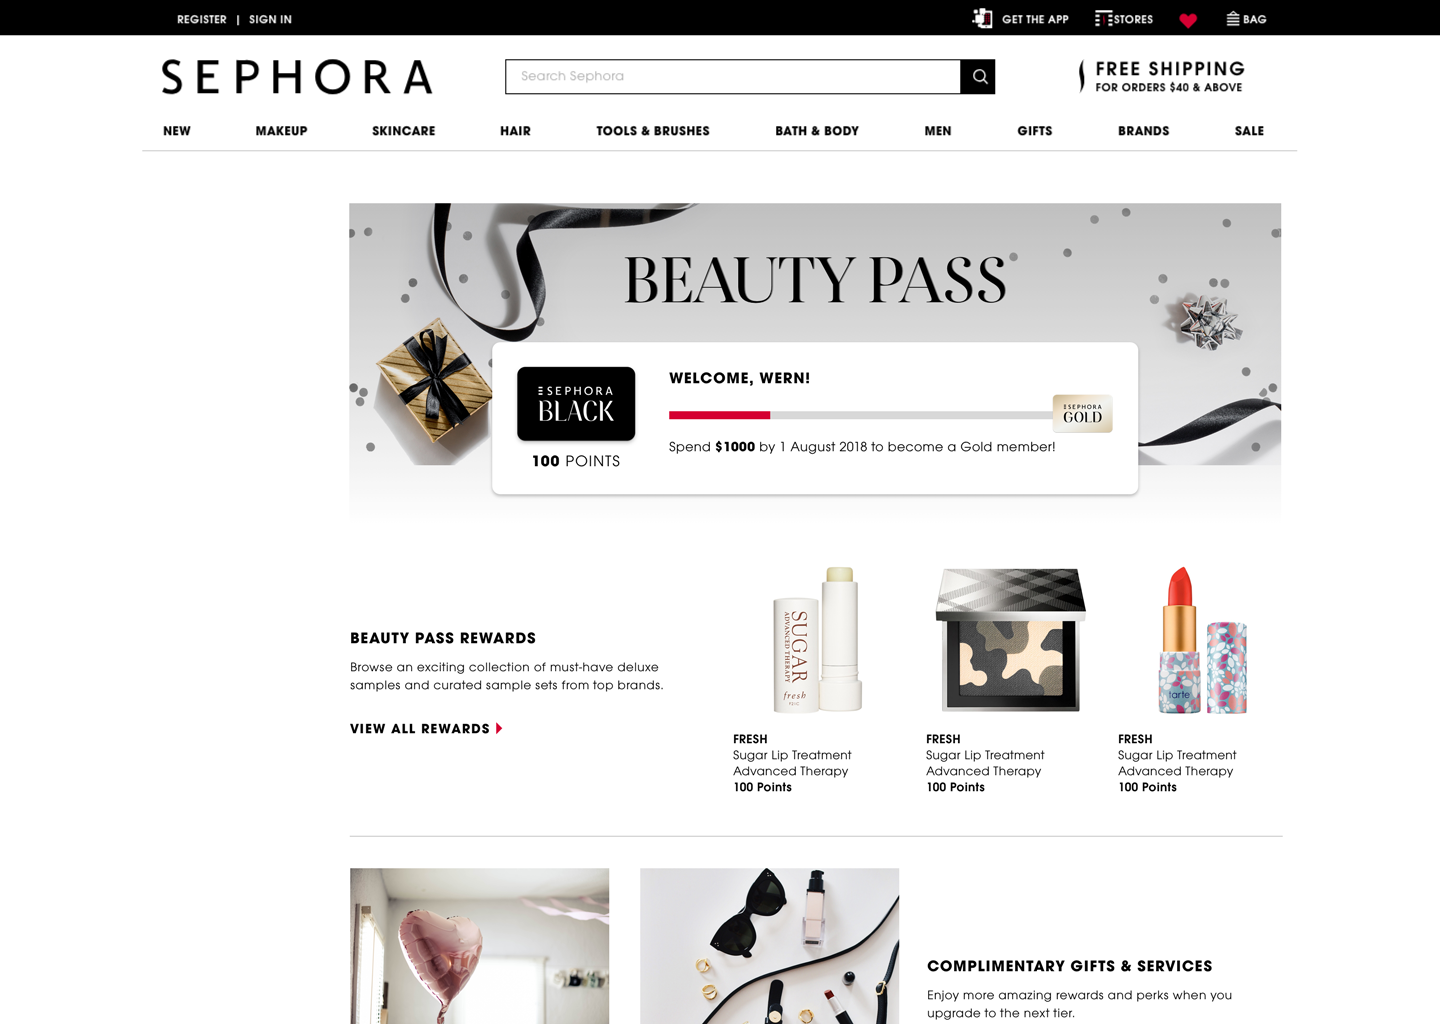 REGISTER | SIGN IN
GET THE APP
STORES
BAG
SEPHORA
Search Sephora
FREE SHIPPING
FOR ORDERS $40 & ABOVE
NEW MAKEUP SKINCARE HAIR TOOLS & BRUSHES BATH & BODY MEN GIFTS BRANDS SALE
BEAUTY PASS
SEPHORA
BLACK
100 POINTS
WELCOME, WERN!
SEPHORA
GOLD
Spend $1000 by 1 August 2018 to become a Gold member!
BEAUTY PASS REWARDS
Browse an exciting collection of must-have deluxe
samples and curated sample sets from top brands.
VIEW ALL REWARDS
SUGAR
ADVANCED THERAPY
fresh
tarte
FRESH
Sugar Lip Treatment
Advanced Therapy
100 Points
FRESH
Sugar Lip Treatment
Advanced Therapy
100 Points
FRESH
Sugar Lip Treatment
Advanced Therapy
100 Points
COMPLIMENTARY GIFTS & SERVICES
Enjoy more amazing rewards and perks when you
upgrade to the next tier.